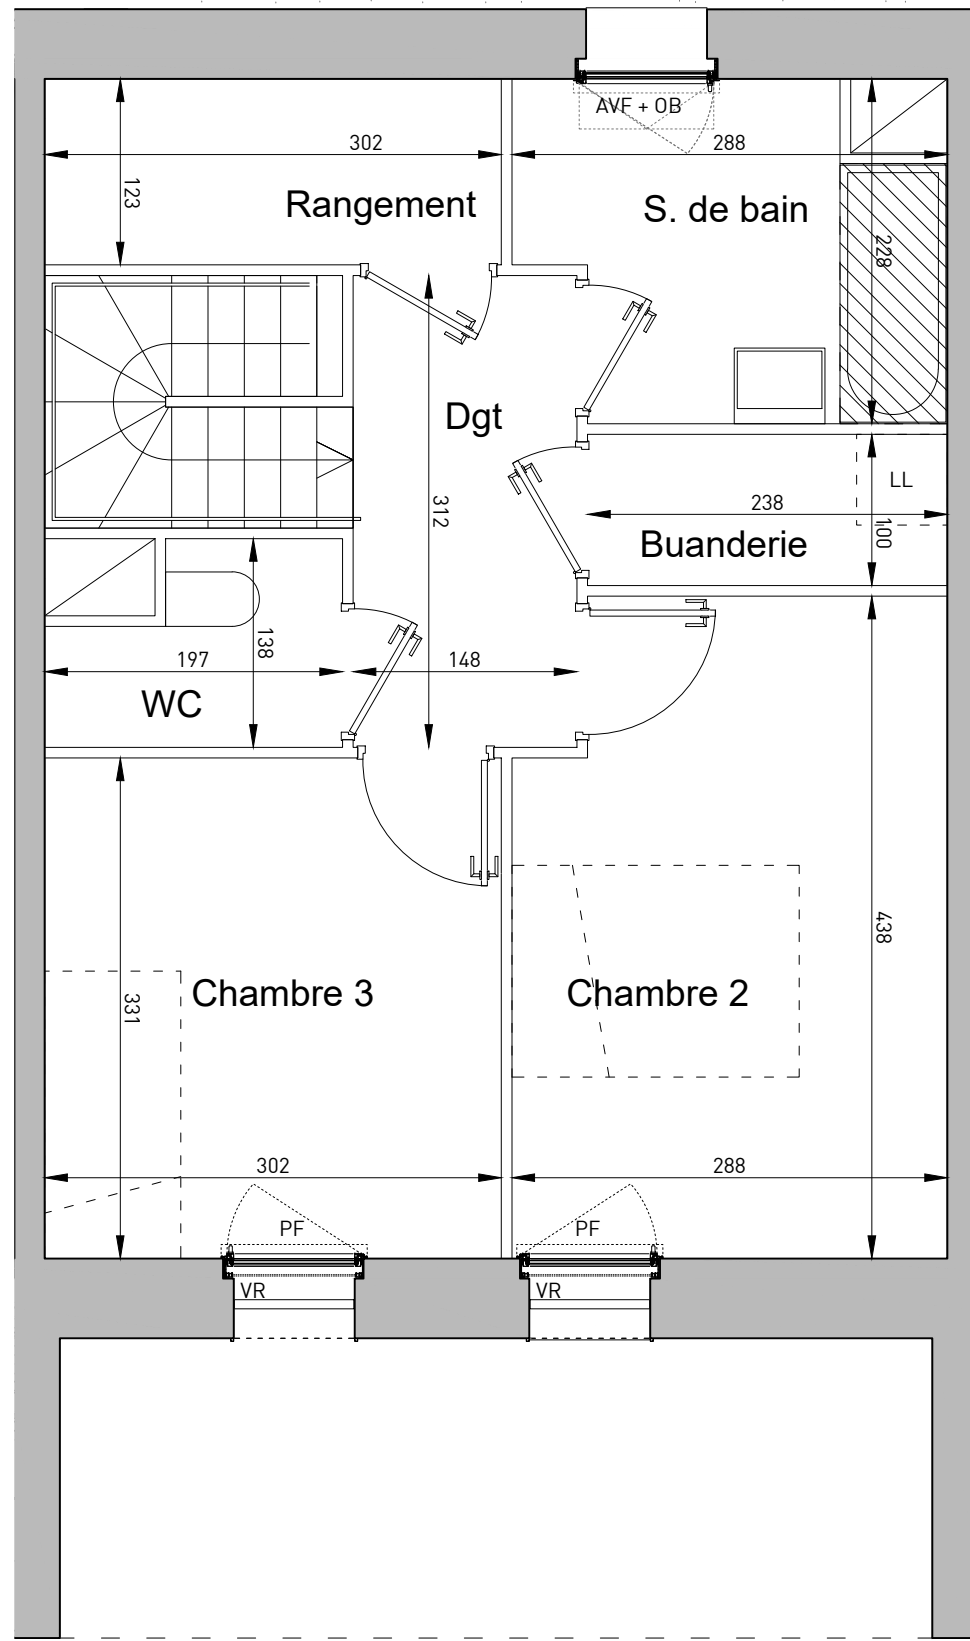 AVF + OB
302
288
123
Rangement
S. de bain
228
Dgt
312
LL
238
100
Buanderie
138
197
148
WC
438
Chambre 3
Chambre 2
331
302
288
PF
PF
VR
VR